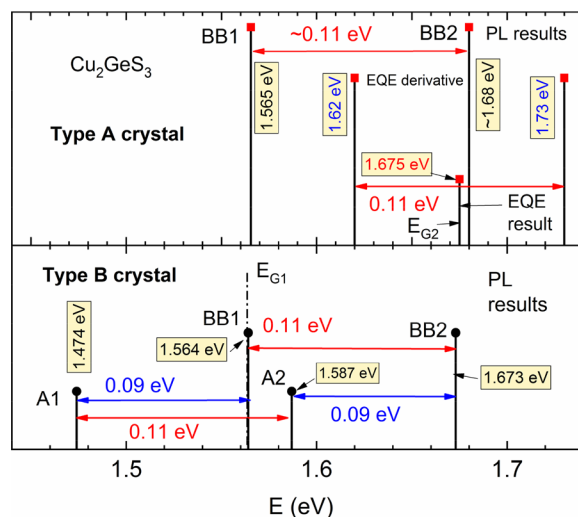 BB1
~0.11 eV
BB2
PL results
Cu₂GeS₃
EQE derivative
1.565 eV
1.62 eV
~1.68 eV
1.73 eV
Type A crystal
1.675 eV
0.11 eV
EQE
result
E_G2
Type B crystal
E_G1
PL
results
1.474 eV
BB1
0.11 eV
BB2
1.564 eV
A1
0.09 eV
A2
1.587 eV
1.673 eV
0.09 eV
0.11 eV
1.5
1.6
1.7
E (eV)